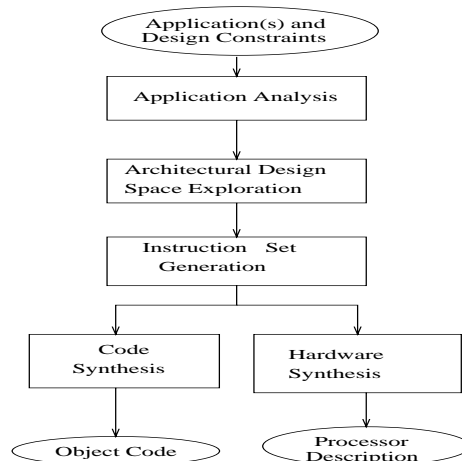 Application(s) and
Design Constraints
Application Analysis
Architectural Design
Space Exploration
Instruction Set
Generation
Code
Synthesis
Hardware
Synthesis
Object Code
Processor
Description